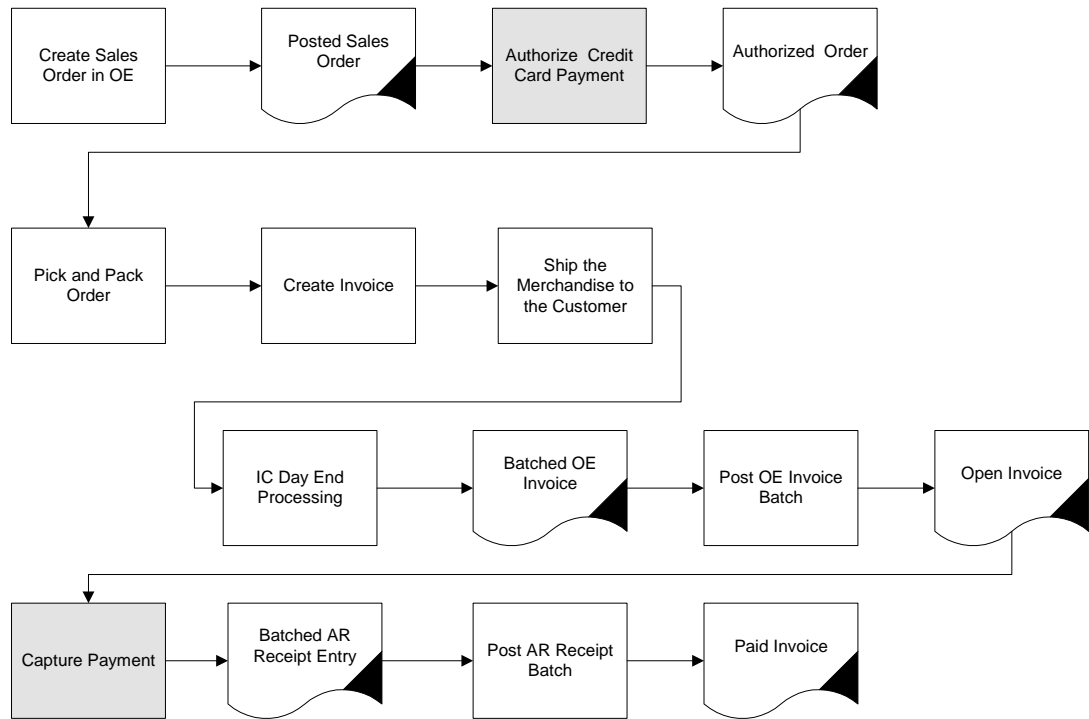 Create Sales
Order in OE
Posted Sales
Order
Authorize  Credit
Card Payment
Authorized  Order
Pick and Pack
Order
Create Invoice
Ship the
Merchandise to
the Customer
IC Day End
Processing
Batched OE
Invoice
Post OE Invoice
Batch
Open Invoice
Capture Payment
Batched AR
Receipt Entry
Post AR Receipt
Batch
Paid Invoice